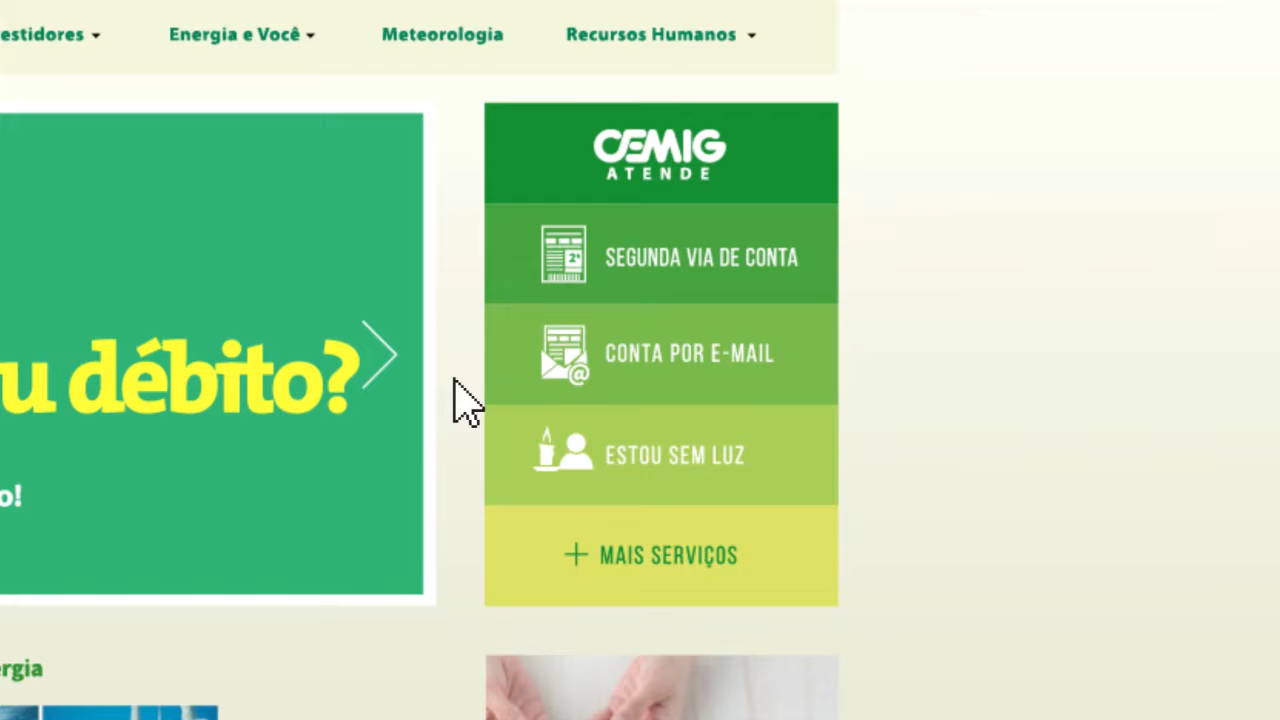 estidores
Energia e Você
Meteorologia
Recursos Humanos
CEMIG
ATENDE
SEGUNDA VIA DE CONTA
CONTA POR E-MAIL
ESTOU SEM LUZ
+ MAIS SERVIÇOS
u débito?
o!
ergia